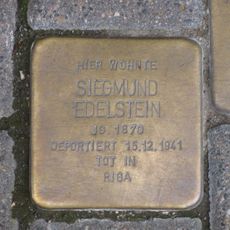 HIER WOHNTE
SIEGMUND
EDELSTEIN
JG. 1870
DEPORTIERT 15.12.1941
TOT IN
RIGA